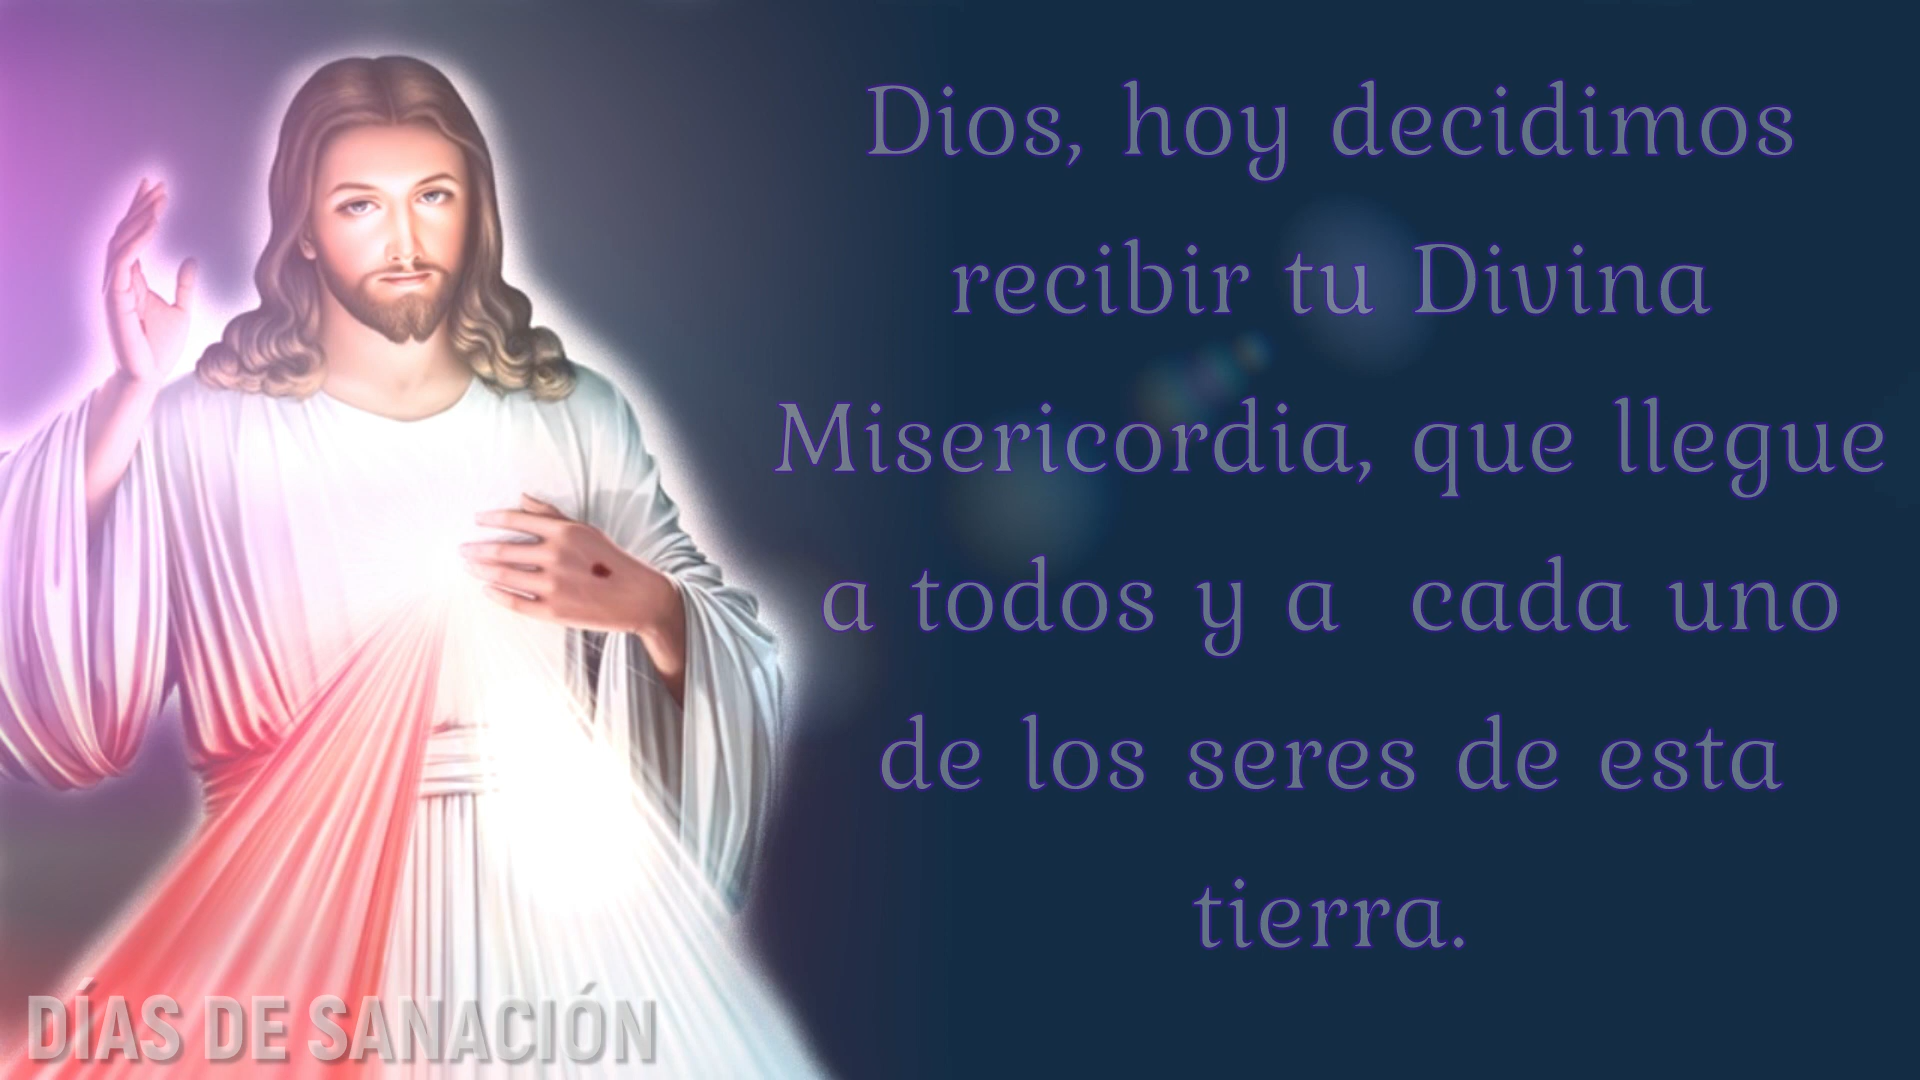 Dios, hoy decidimos
recibir tu Divina
Misericordia, que llegue
a todos y a  cada uno
de los seres de esta
tierra.
DÍAS DE SANACIÓN